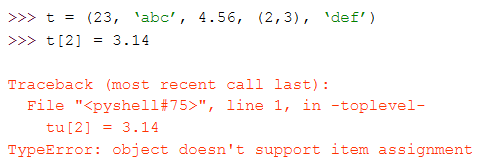 >>> t = (23, ‘abc’, 4.56, (2,3), ‘def’)
>>> t[2] = 3.14
Traceback (most recent call last):
  File "<pyshell#75>", line 1, in -toplevel-
    tu[2] = 3.14
TypeError: object doesn't support item assignment